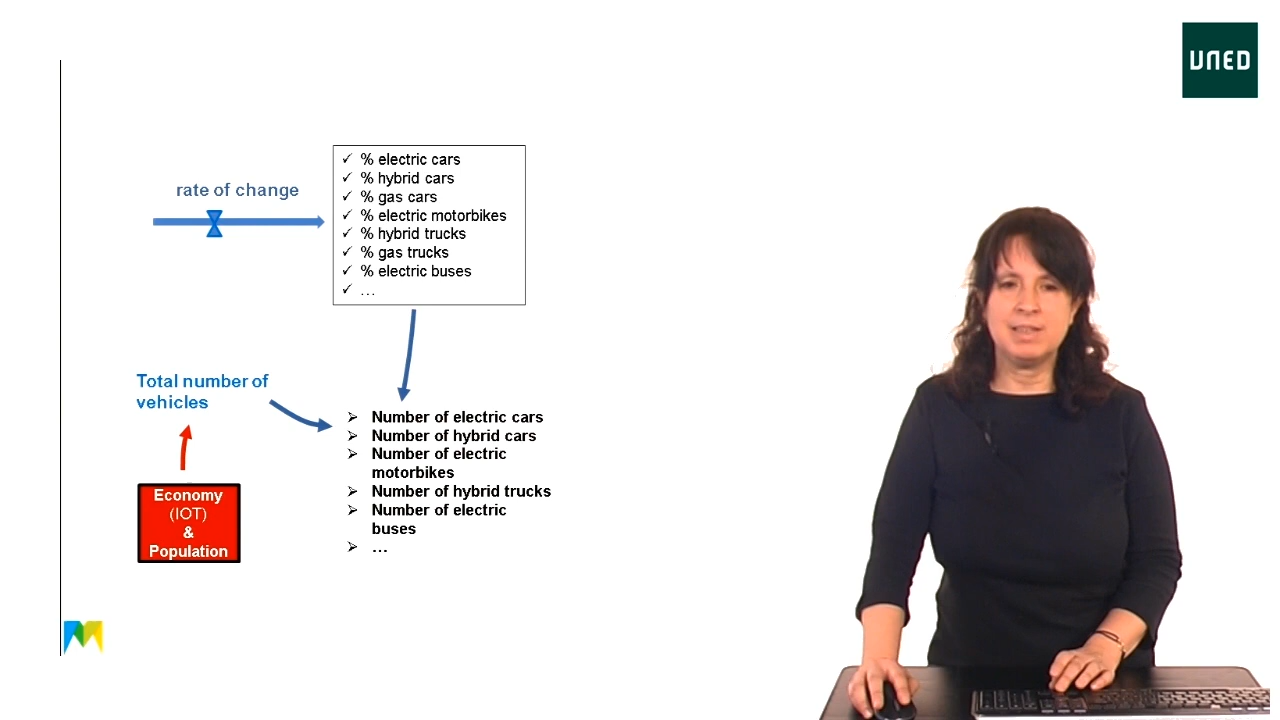 UNED
rate of change
✓ % electric cars
✓ % hybrid cars
✓ % gas cars
✓ % electric motorbikes
✓ % hybrid trucks
✓ % gas trucks
✓ % electric buses
✓ ...
Total number of
vehicles
➢ Number of electric cars
➢ Number of hybrid cars
➢ Number of electric
motorbikes
➢ Number of hybrid trucks
➢ Number of electric
buses
➢ ...
Economy
(IOT)
&
Population